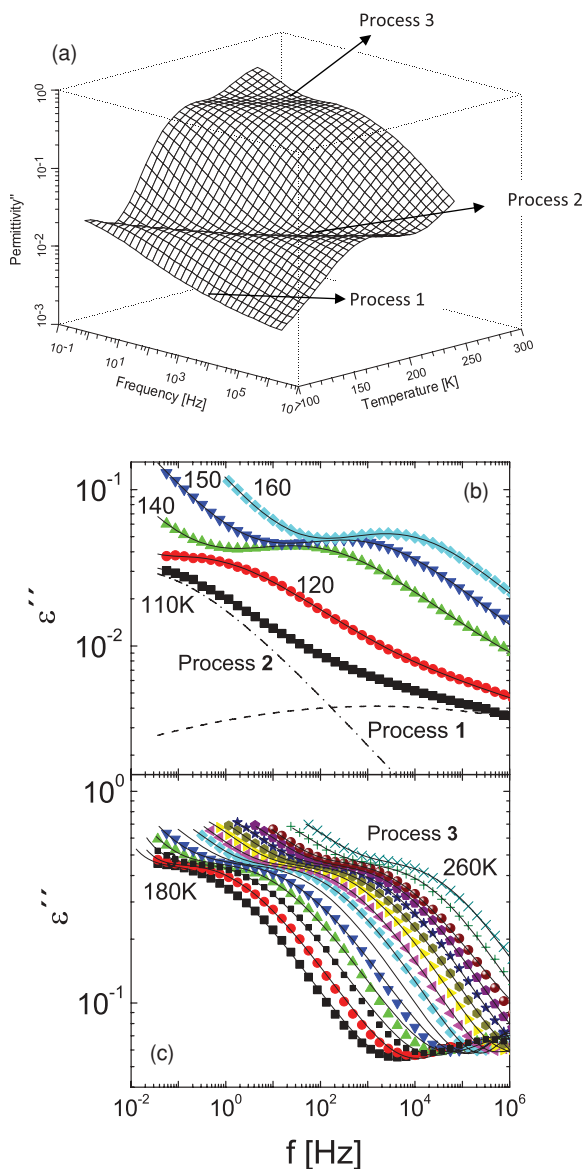 Process 3
(a)
10⁰
10⁻¹
10⁻²
10⁻³
Permittivity''
Process 2
Process 1
10⁻¹
10¹
10³
10⁵
10⁷
Frequency [Hz]
100
150
200
250
300
Temperature [K]
(b)
10⁻¹
10⁻²
ε´´
150
160
140
120
110K
Process 2
Process 1
10⁰
10⁻¹
ε´´
Process 3
260K
180K
(c)
10⁻² 10⁰ 10² 10⁴ 10⁶
f [Hz]